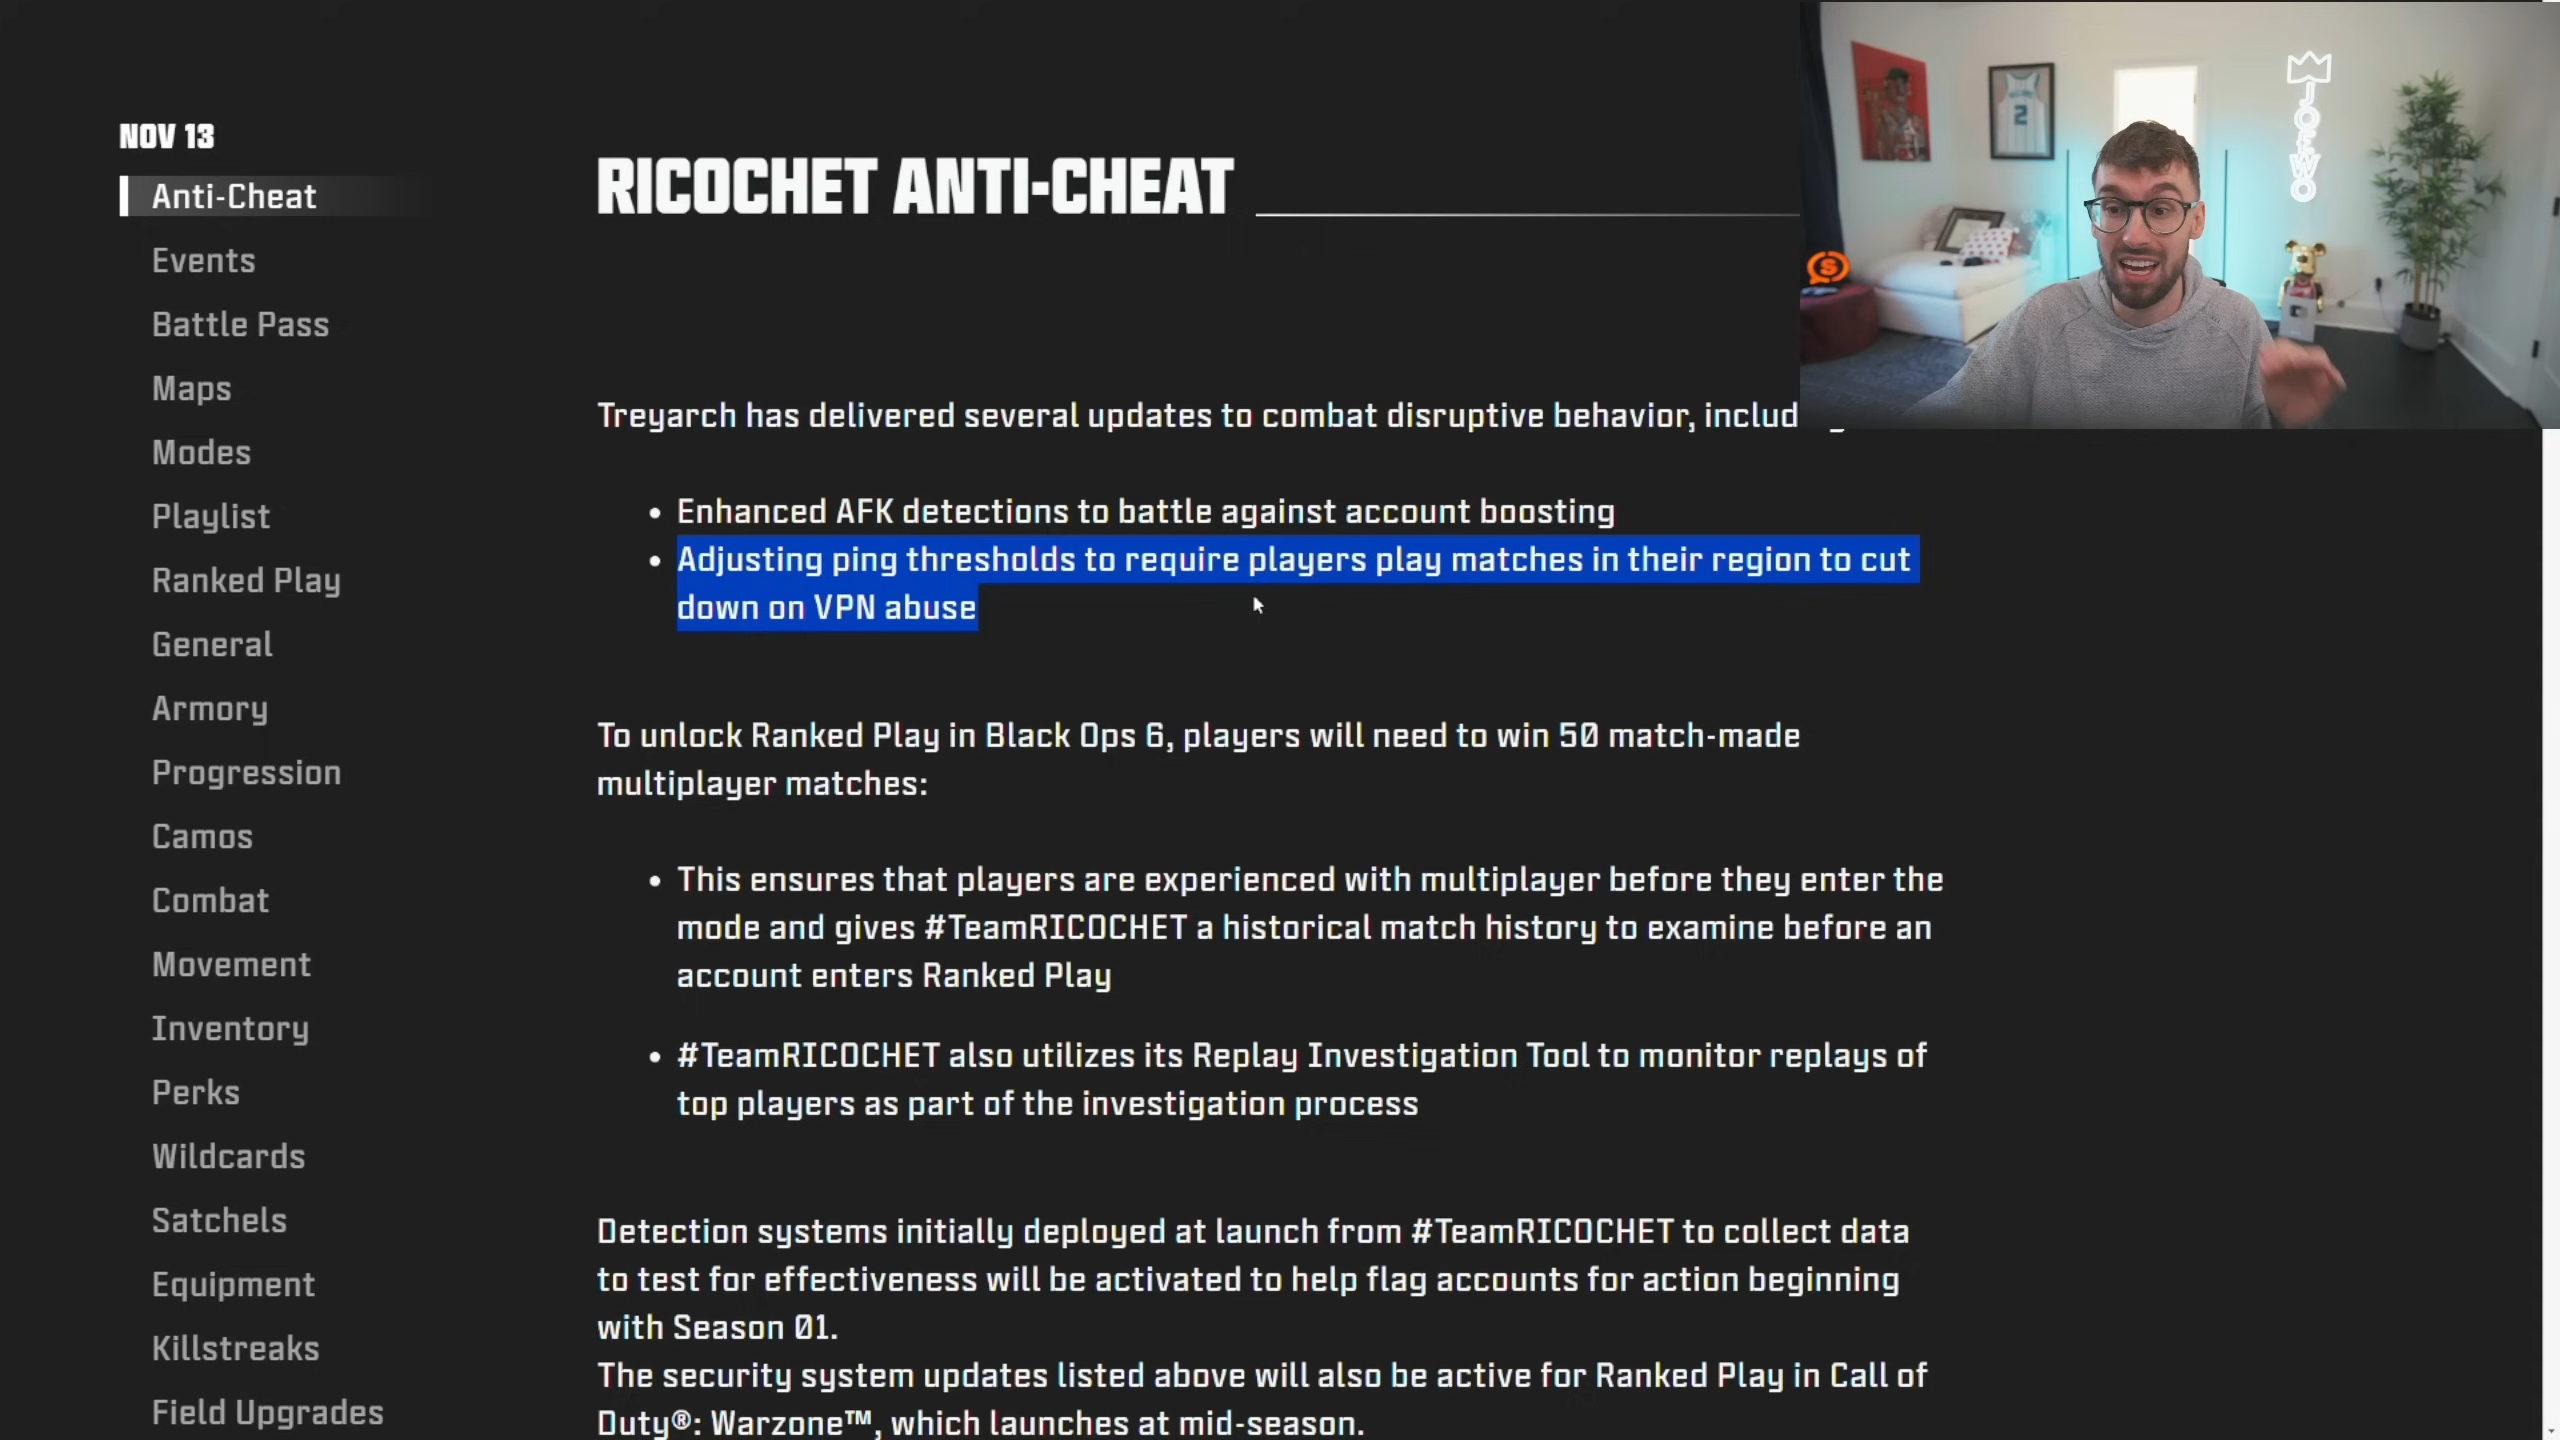 NOV 13
Anti-Cheat
Events
Battle Pass
Maps
Modes
Playlist
Ranked Play
General
Armory
Progression
Camos
Combat
Movement
Inventory
Perks
Wildcards
Satchels
Equipment
Killstreaks
Field Upgrades
RICOCHET ANTI-CHEAT
Treyarch has delivered several updates to combat disruptive behavior, includ
• Enhanced AFK detections to battle against account boosting
• Adjusting ping thresholds to require players play matches in their region to cut
down on VPN abuse
To unlock Ranked Play in Black Ops 6, players will need to win 50 match-made
multiplayer matches:
• This ensures that players are experienced with multiplayer before they enter the
mode and gives #TeamRICOCHET a historical match history to examine before an
account enters Ranked Play
• #TeamRICOCHET also utilizes its Replay Investigation Tool to monitor replays of
top players as part of the investigation process
Detection systems initially deployed at launch from #TeamRICOCHET to collect data
to test for effectiveness will be activated to help flag accounts for action beginning
with Season 01.
The security system updates listed above will also be active for Ranked Play in Call of
Duty®: Warzone™, which launches at mid-season.
JOEWO
2
S